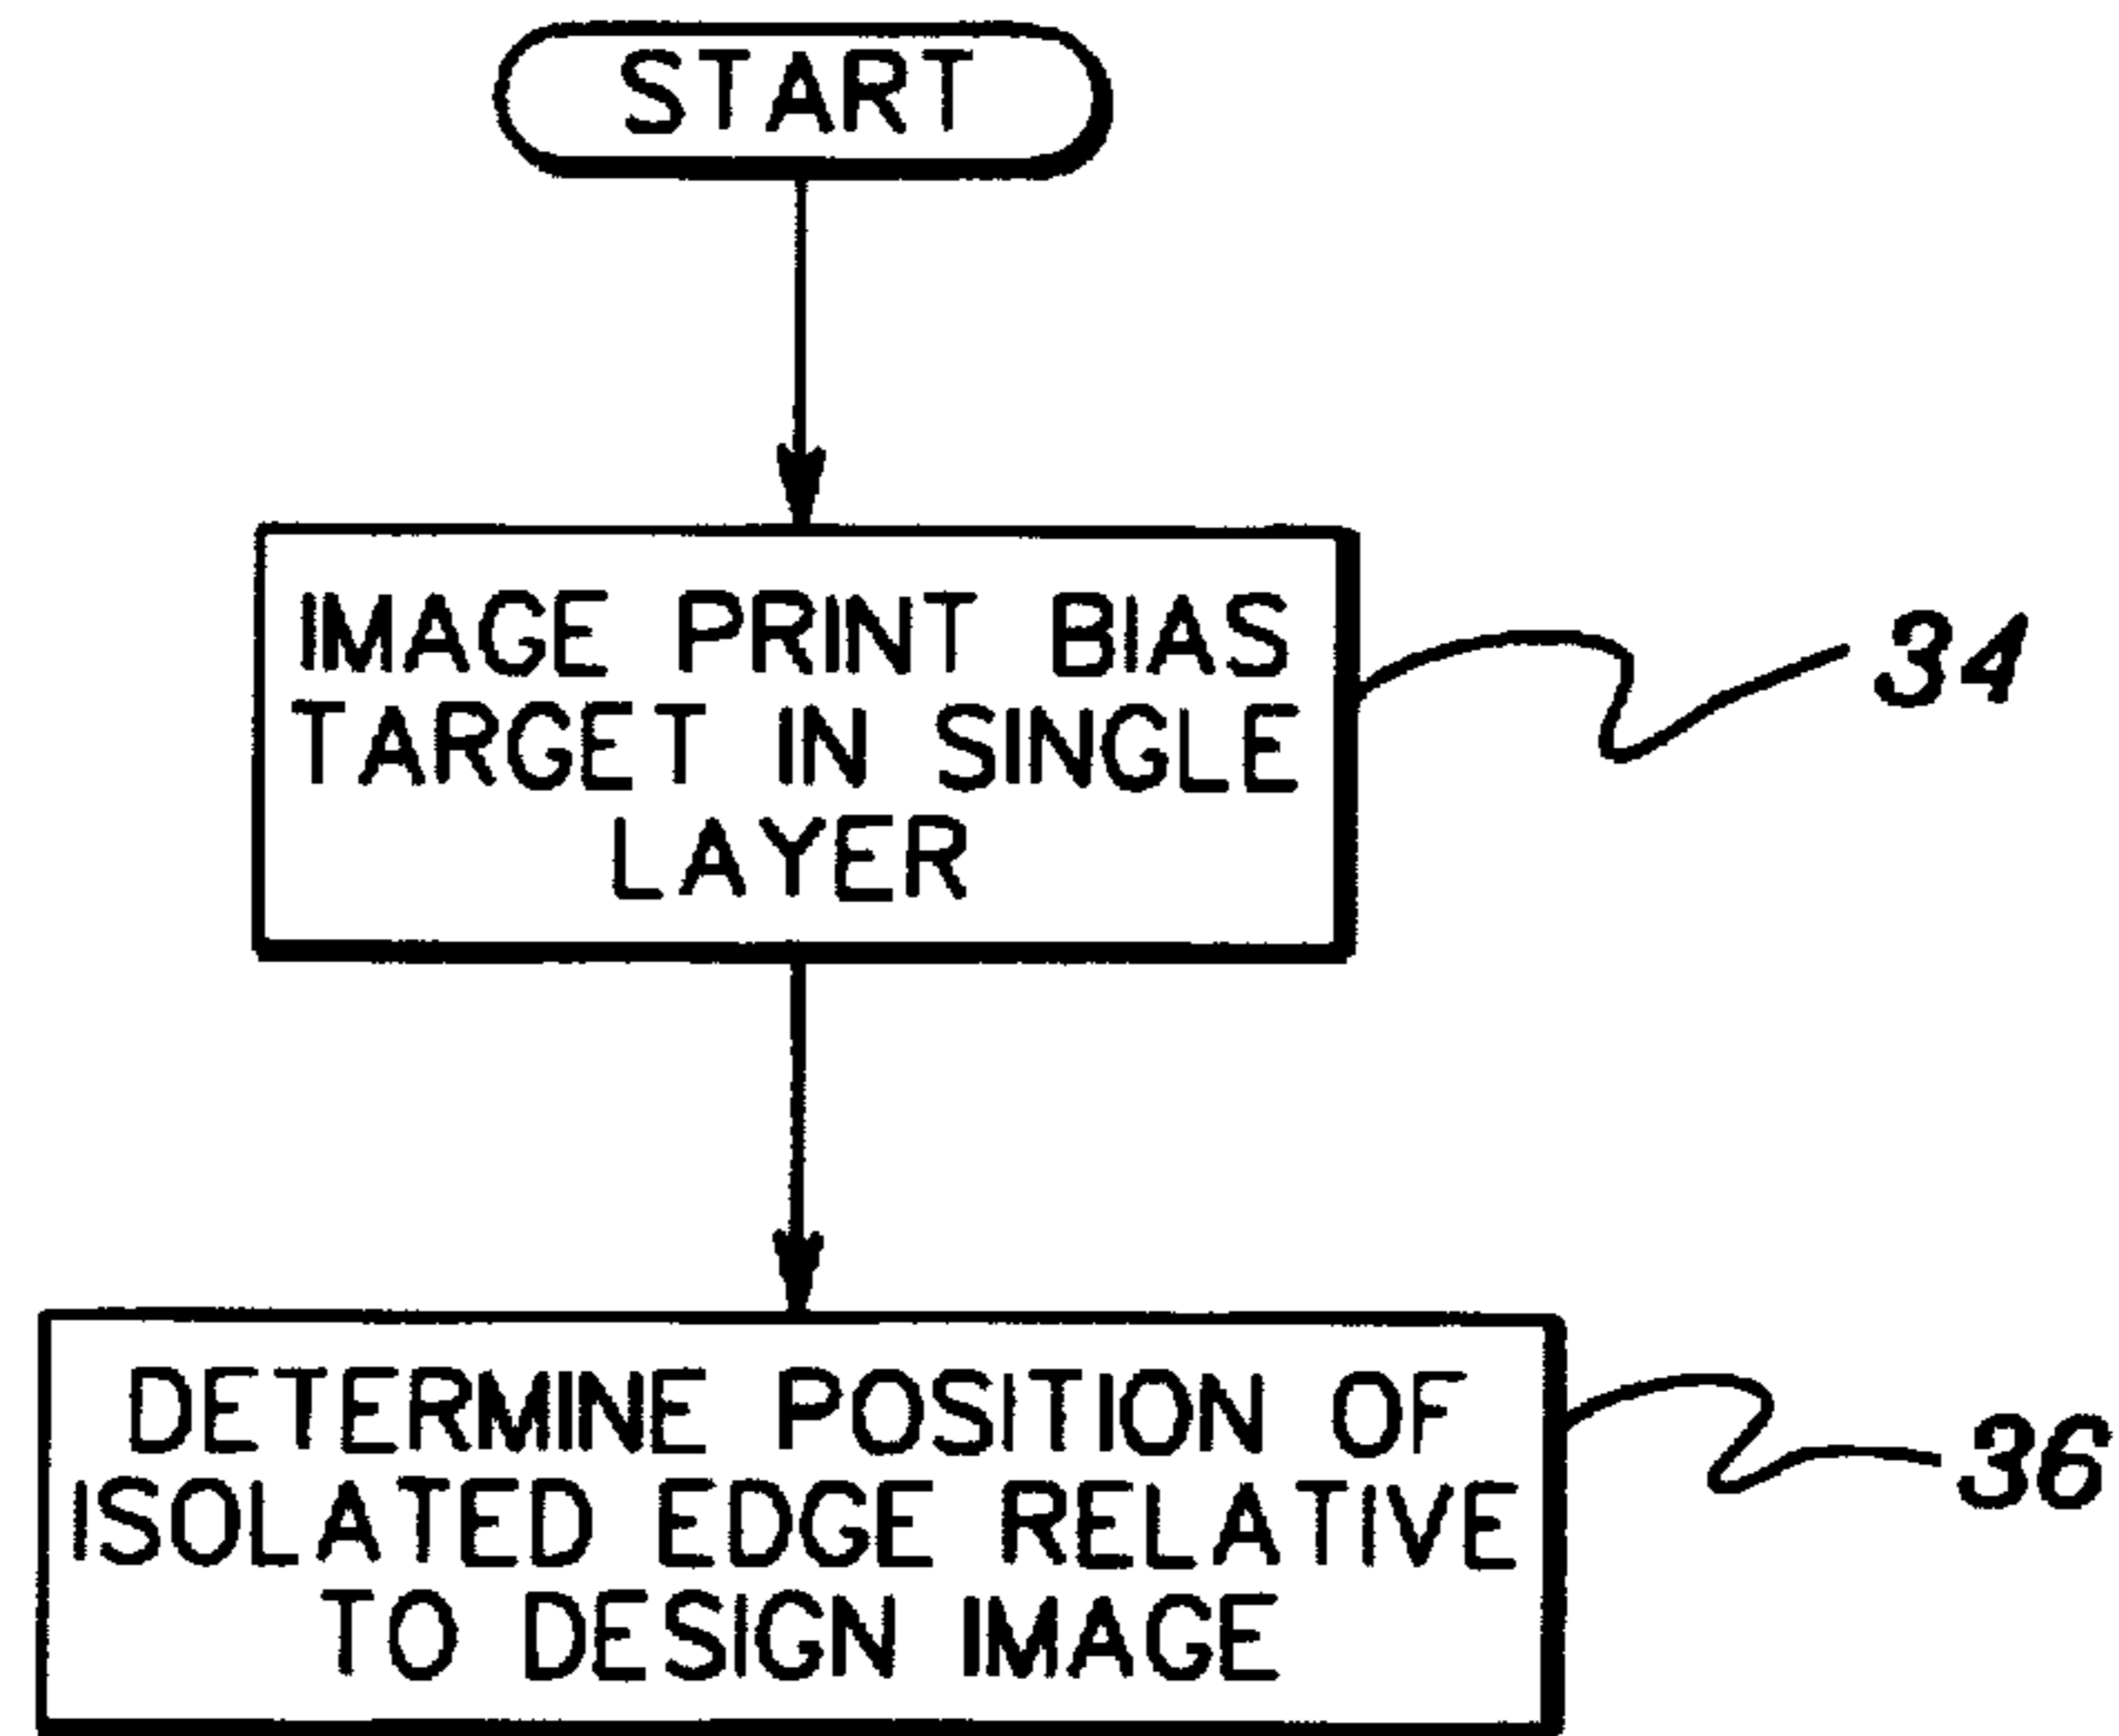 START
IMAGE PRINT BIAS
TARGET IN SINGLE
LAYER
34
DETERMINE POSITION OF
ISOLATED EDGE RELATIVE
TO DESIGN IMAGE
36